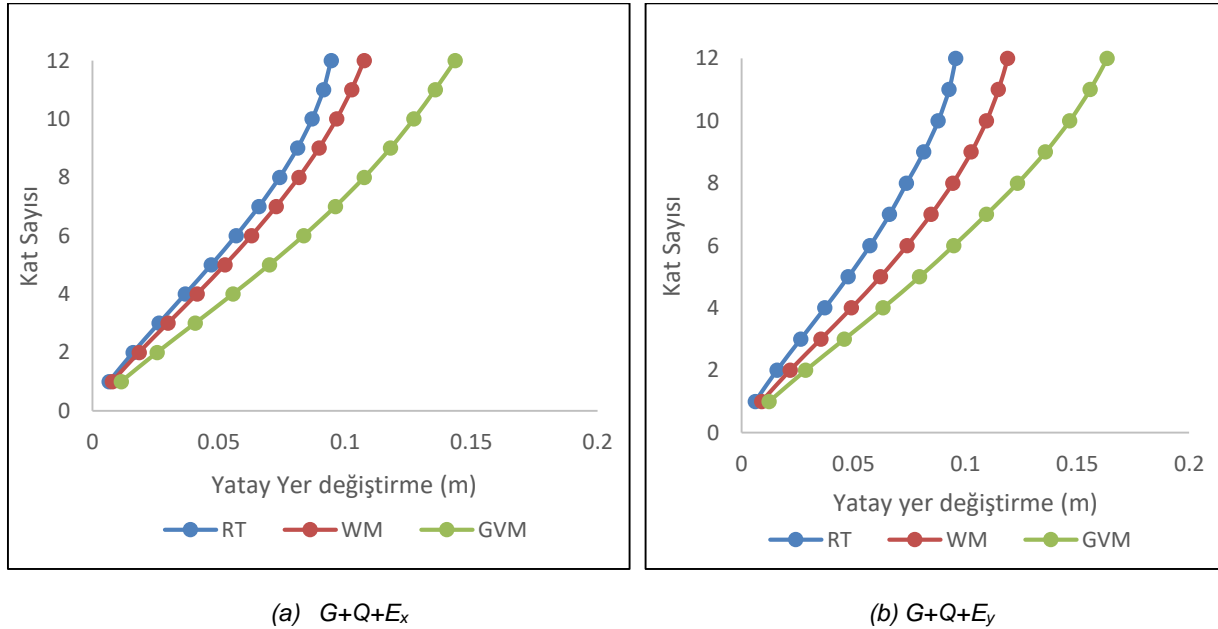 12
10
8
6
4
2
0
Kat Sayısı
0
0.05
0.1
0.15
0.2
Yatay Yer değiştirme (m)
RT
WM
GVM
(a) G+Q+Ex
12
10
8
6
4
2
0
Kat Sayısı
0
0.05
0.1
0.15
0.2
Yatay yer değiştirme (m)
RT
WM
GVM
(b) G+Q+Ey